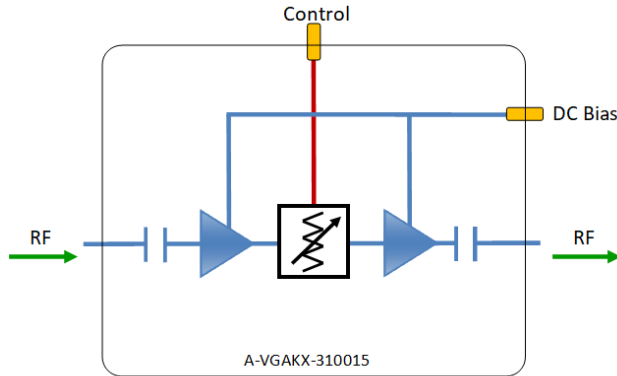 Control
DC Bias
RF
RF
A-VGAKX-310015